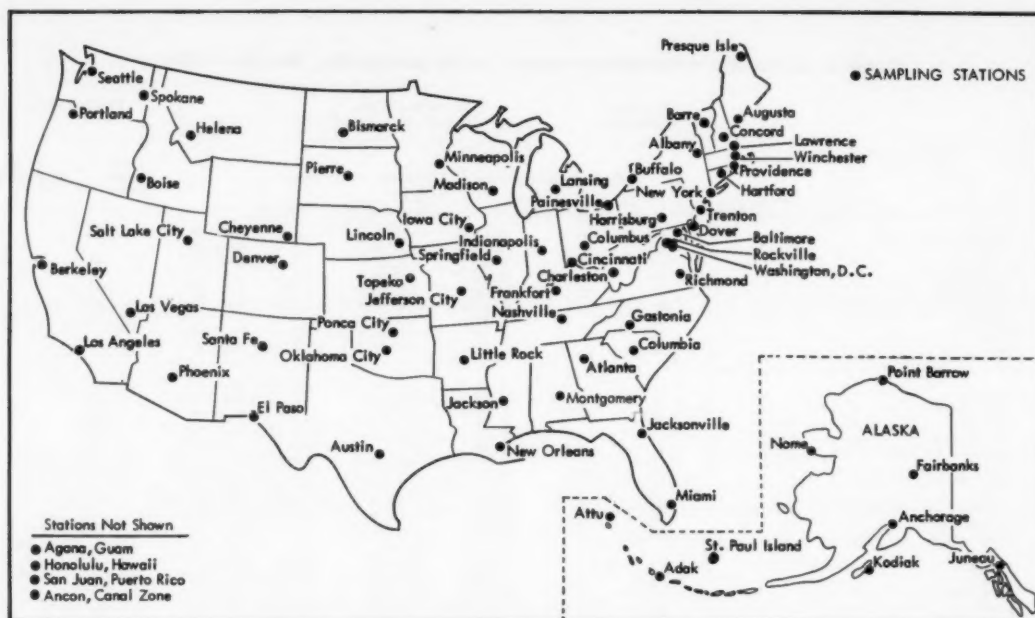 Presque Isle
SAMPLING STATIONS
Seattle
Spokane
Portland
Helena
Bismarck
Barre
Augusta
Concord
Lawrence
Minneapolis
Albany
Winchester
Boise
Pierre
Madison
Lansing
Buffalo
Providence
Painesville
New York
Hartford
Iowa City
Harrisburg
Trenton
Salt Lake City
Cheyenne
Lincoln
Indianapolis
Columbus
Dover
Baltimore
Berkeley
Denver
Springfield
Cincinnati
Rockville
Topeko
Charleston
Washington, D.C.
Jefferson City
Frankfort
Richmond
Las Vegas
Ponca City
Nashville
Gastonia
Los Angeles
Santa Fe
Oklahoma City
Little Rock
Columbia
Atlanta
Phoenix
Jackson
Montgomery
Point Barrow
El Paso
Jacksonville
ALASKA
Austin
New Orleans
Nome
Fairbanks
Miami
Attu
Anchorage
St. Paul Island
Adak
Kodiak
Juneau
Stations Not Shown
Agana, Guam
Honolulu, Hawaii
San Juan, Puerto Rico
Ancon, Canal Zone